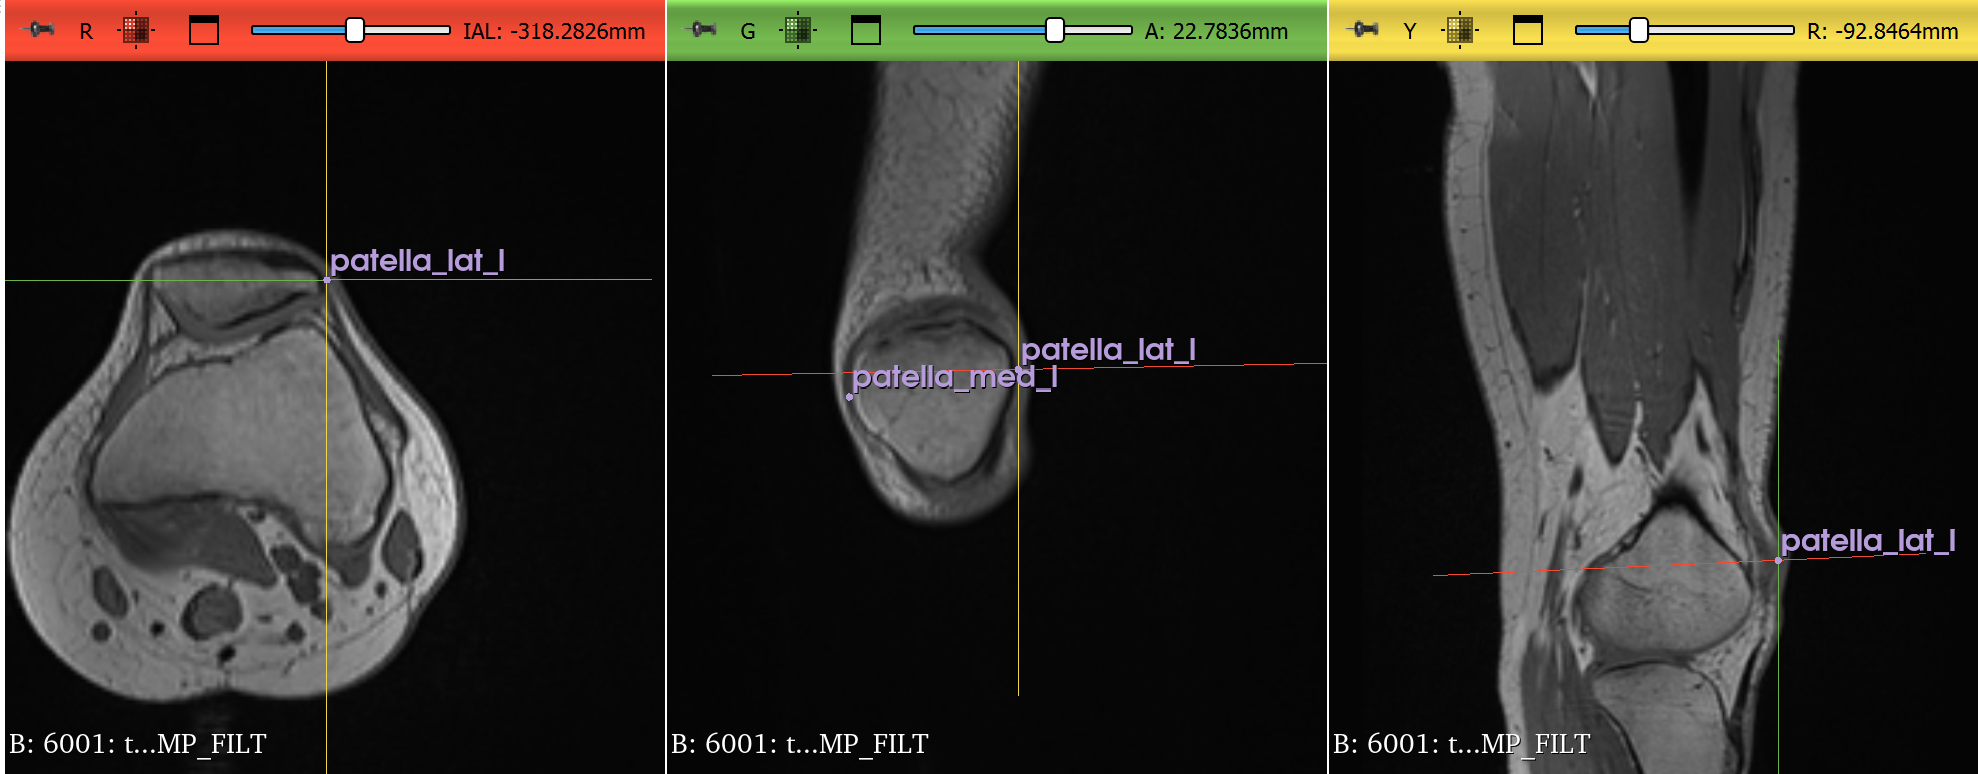 R IAL: -318.2826mm
patella_lat_l
B: 6001: t...MP_FILT
G A: 22.7836mm
patella_lat_l
patella_med_l
B: 6001: t...MP_FILT
Y R: -92.8464mm
patella_lat_l
B: 6001: t...MP_FILT